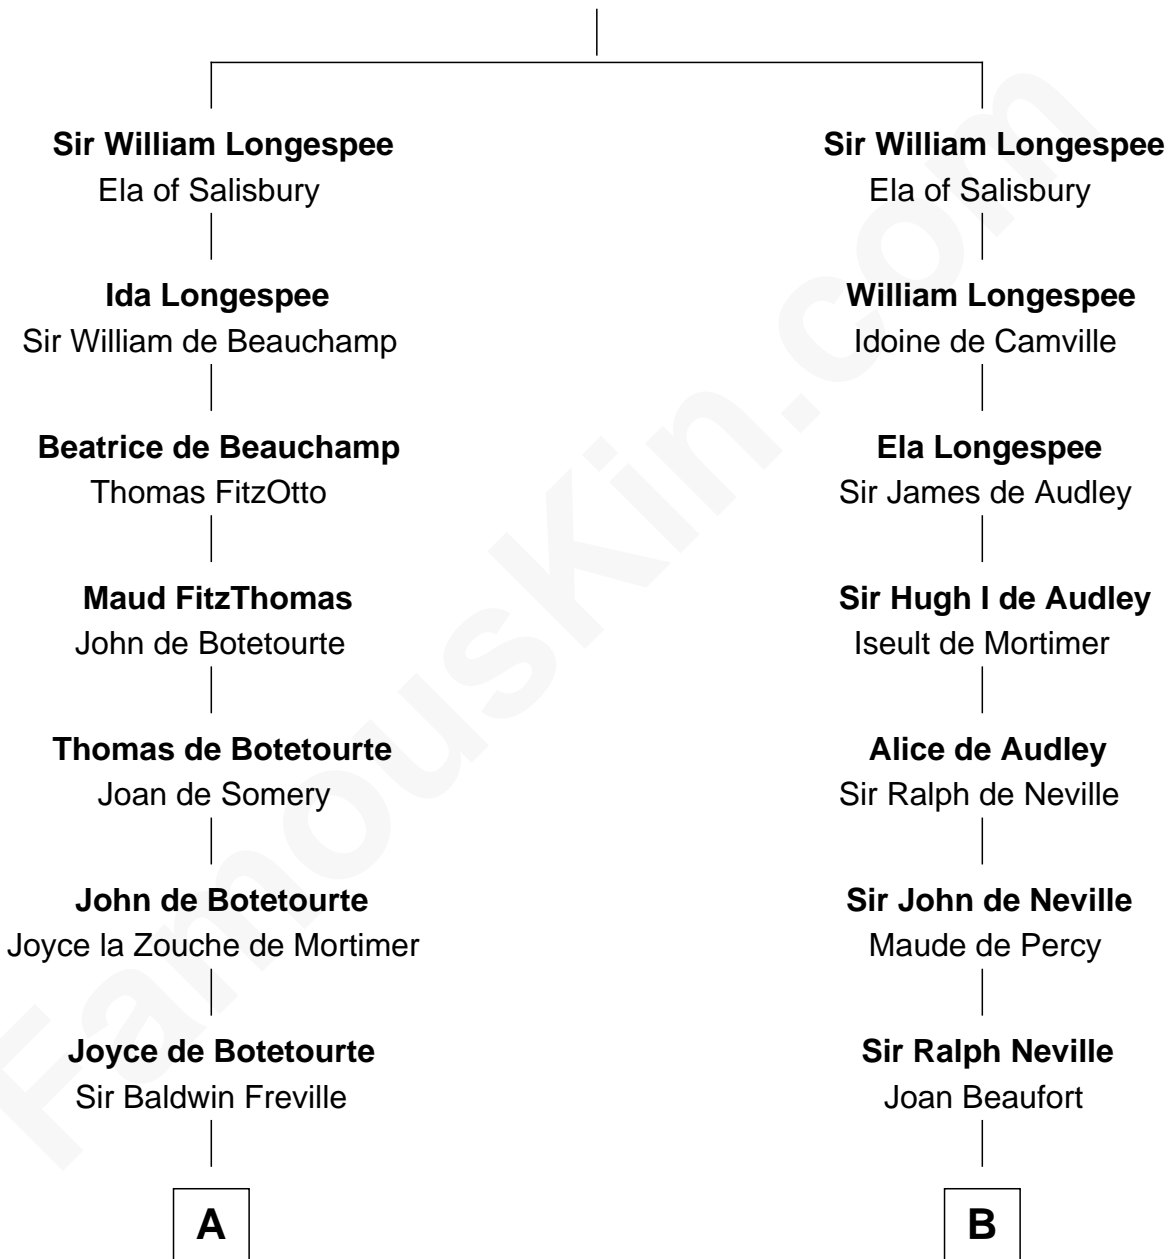 Sir William Longespee
Ela of Salisbury
Ida Longespee
Sir William de Beauchamp
Beatrice de Beauchamp
Thomas FitzOtto
Maud FitzThomas
John de Botetourte
Thomas de Botetourte
Joan de Somery
John de Botetourte
Joyce la Zouche de Mortimer
Joyce de Botetourte
Sir Baldwin Freville
A
Sir William Longespee
Ela of Salisbury
William Longespee
Idoine de Camville
Ela Longespee
Sir James de Audley
Sir Hugh I de Audley
Iseult de Mortimer
Alice de Audley
Sir Ralph de Neville
Sir John de Neville
Maude de Percy
Sir Ralph Neville
Joan Beaufort
B
FamousKin.com